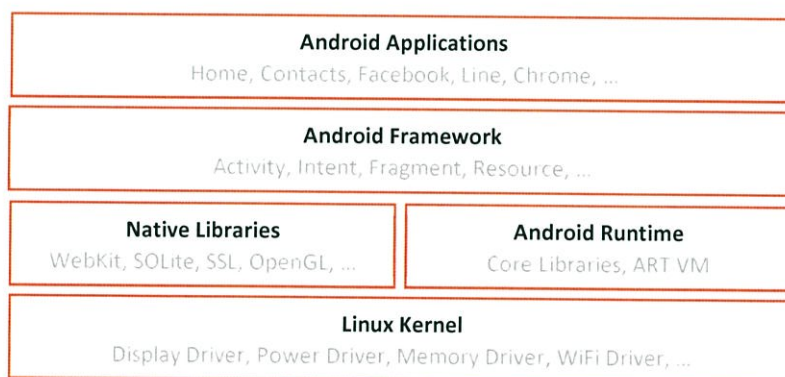 Android Applications
Home, Contacts, Facebook, Line, Chrome, ...
Android Framework
Activity, Intent, Fragment, Resource, ...
Native Libraries
WebKit, SOLite, SSL, OpenGL, ...
Android Runtime
Core Libraries, ART VM
Linux Kernel
Display Driver, Power Driver, Memory Driver, WiFi Driver, ...